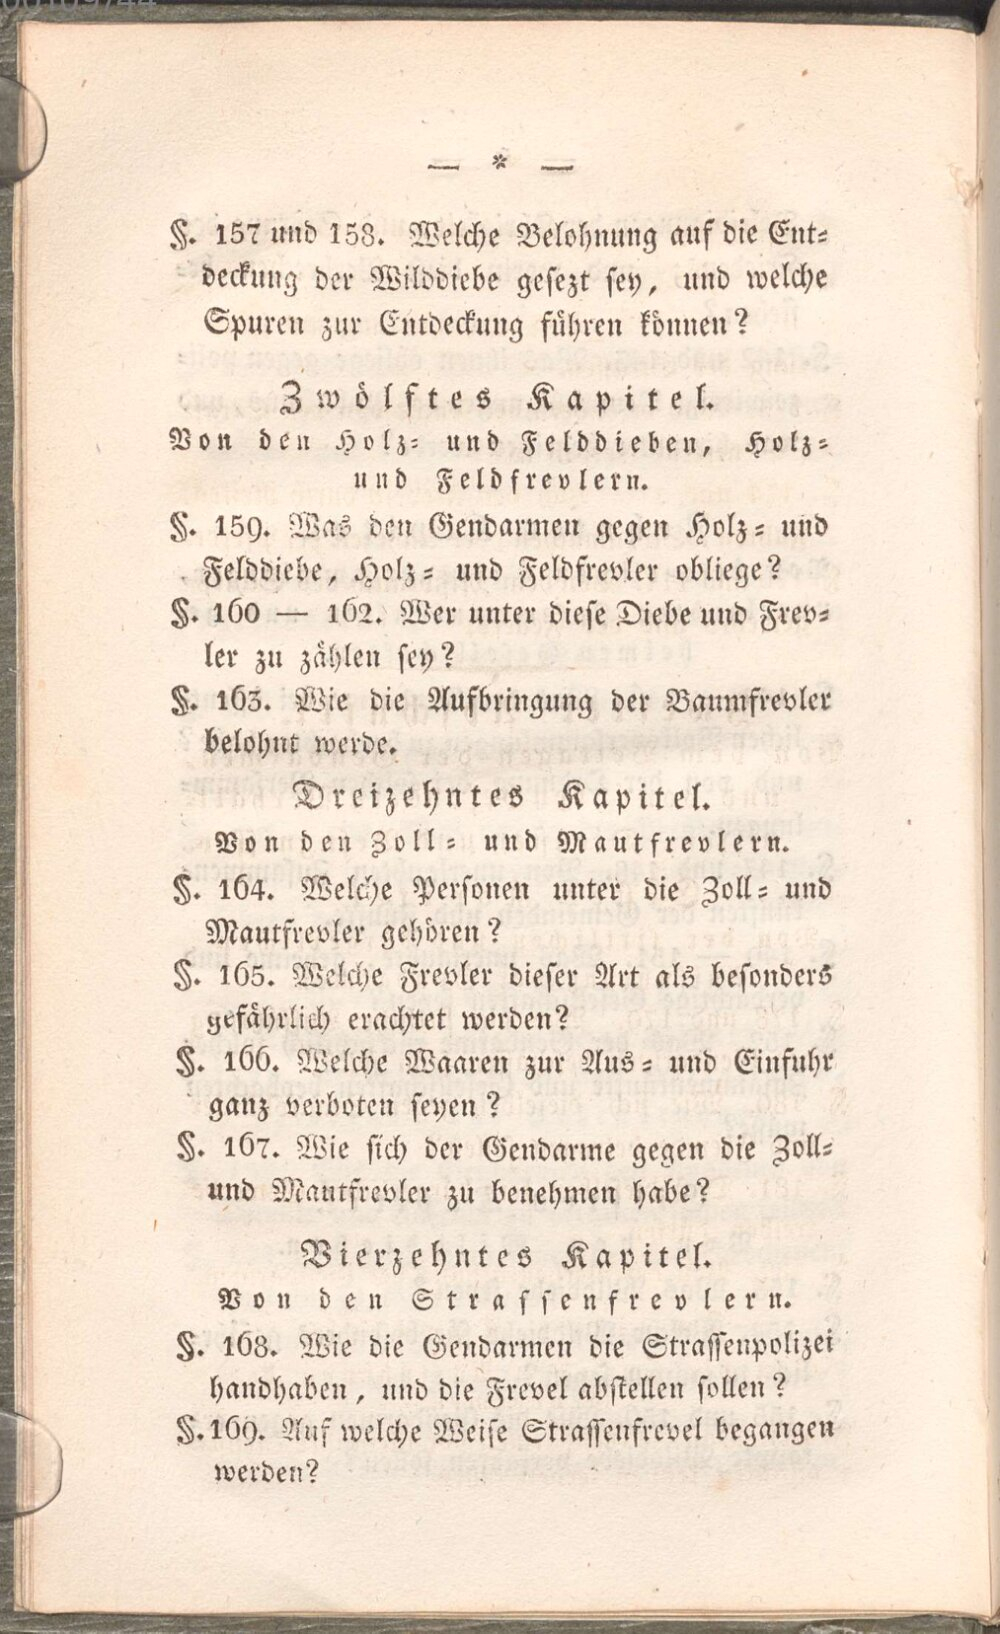 — * —
§. 157 und 158. Welche Belohnung auf die Ent-
deckung der Wilddiebe gesezt sey, und welche
Spuren zur Entdeckung führen können?
Zwölftes Kapitel.
Von den Holz- und Felddieben, Holz-
und Feldfrevlern.
§. 159. Was den Gendarmen gegen Holz- und
Felddiebe, Holz- und Feldfrevler obliege?
§. 160 — 162. Wer unter diese Diebe und Frev-
ler zu zählen sey?
§. 163. Wie die Aufbringung der Baumfrevler
belohnt werde.
Dreizehntes Kapitel.
Von den Zoll- und Mautfrevlern.
§. 164. Welche Personen unter die Zoll- und
Mautfrevler gehören?
§. 165. Welche Frevler dieser Art als besonders
gefährlich erachtet werden?
§. 166. Welche Waaren zur Aus- und Einfuhr
ganz verboten seyen?
§. 167. Wie sich der Gendarme gegen die Zoll-
und Mautfrevler zu benehmen habe?
Vierzehntes Kapitel.
Von den Strassenfrevlern.
§. 168. Wie die Gendarmen die Strassenpolizei
handhaben, und die Frevel abstellen sollen?
§. 169. Auf welche Weise Strassenfrevel begangen
werden?